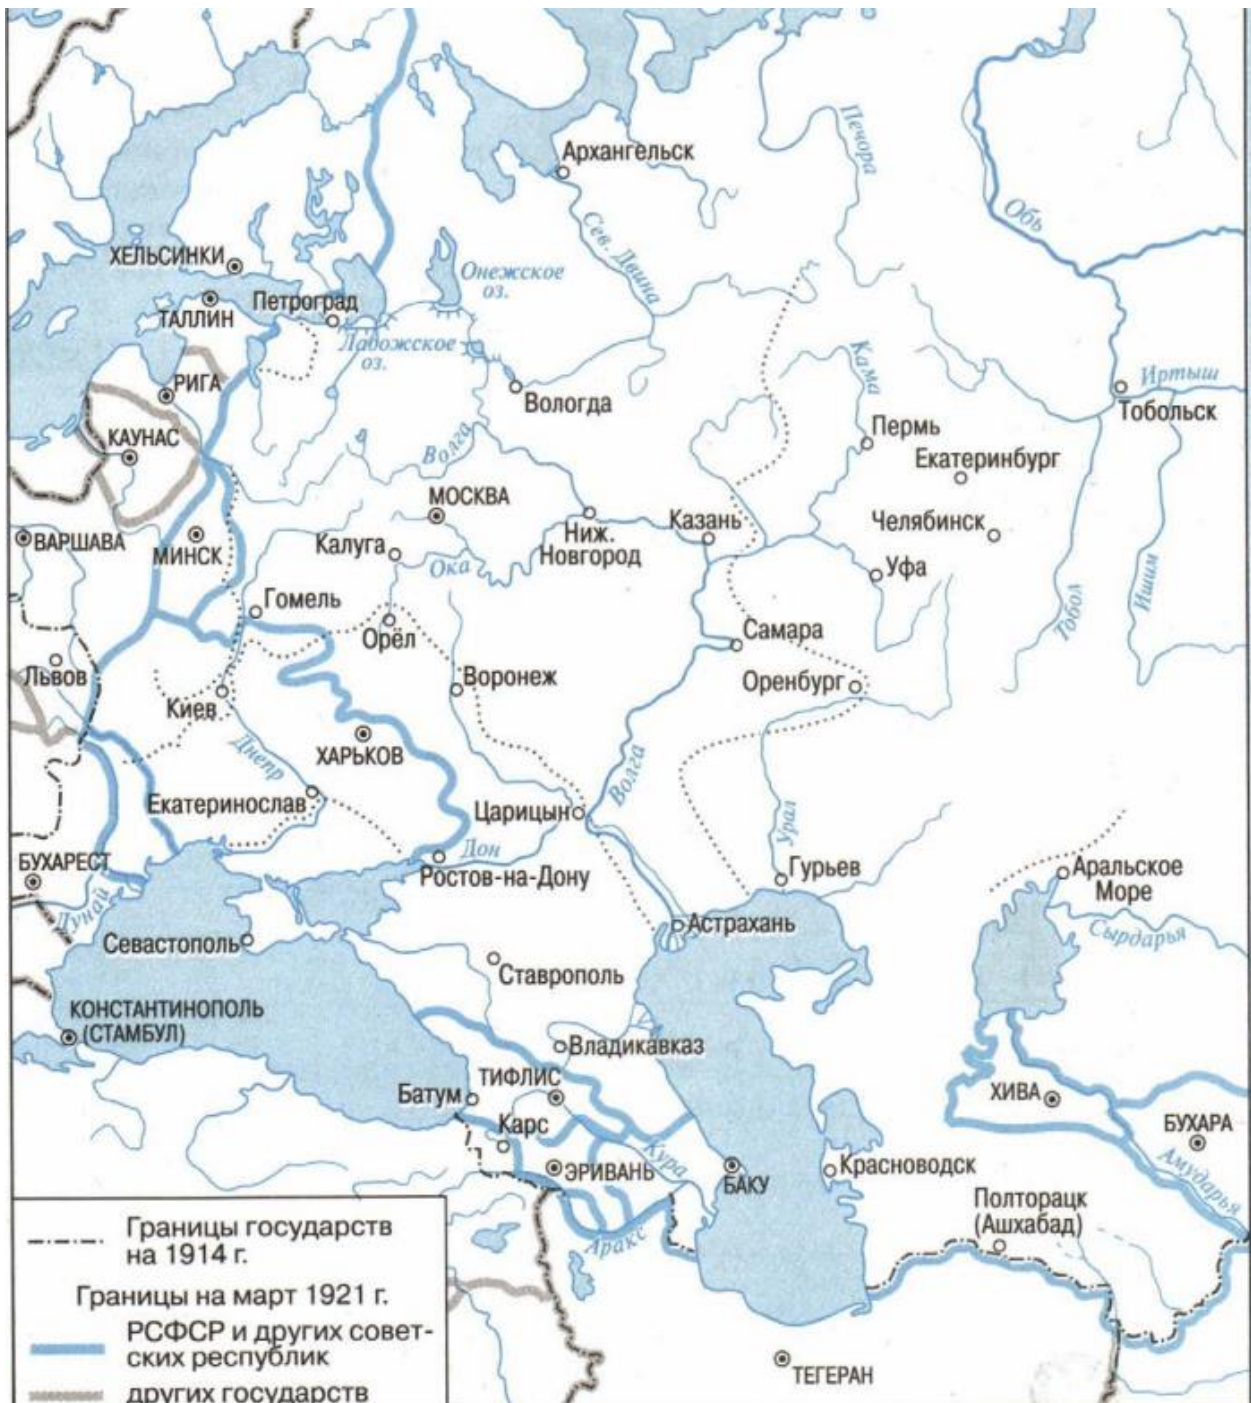 Печора
Архангельск
Обь
Сев. Двина
ХЕЛЬСИНКИ
Онежское
оз.
Петроград
ТАЛЛИН
Ладожское
оз.
Кама
Иртыш
РИГА
Вологда
Тобольск
Пермь
КАУНАС
Волга
Екатеринбург
МОСКВА
Казань
Челябинск
ВАРШАВА
МИНСК
Калуга
Ниж.
Новгород
Ока
Уфа
Ишим
Гомель
Тобол
Орёл
Самара
Львов
Воронеж
Оренбург
Киев
Днепр
ХАРЬКОВ
Волга
Екатеринослав
Царицын
Урал
БУХАРЕСТ
Дон
Ростов-на-Дону
Гурьев
Аральское
Море
Дунай
Астрахань
Сырдарья
Севастополь
Ставрополь
КОНСТАНТИНОПОЛЬ
(СТАМБУЛ)
Владикавказ
ТИФЛИС
Батум
ХИВА
Карс
БУХАРА
Кура
ЭРИВАНЬ
БАКУ
Красноводск
Амударья
Полторацк
(Ашхабад)
Аракс
ТЕГЕРАН
Границы государств
на 1914 г.
Границы на март 1921 г.
РСФСР и других совет-
ских республик
других государств